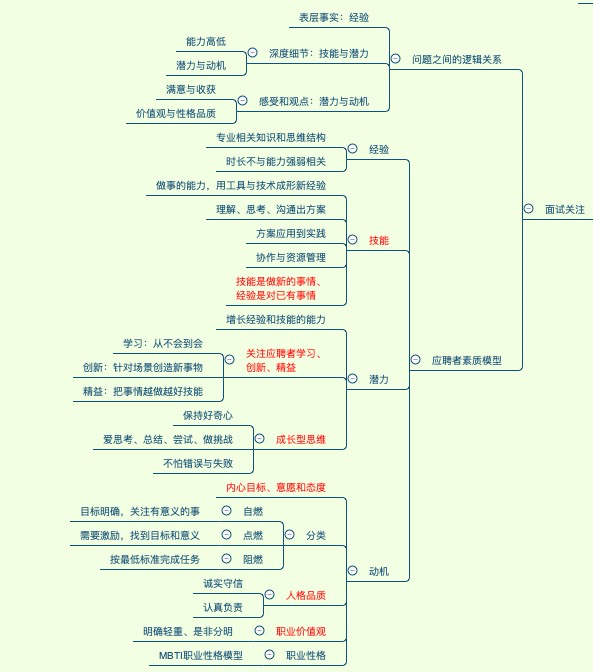 表层事实：经验
能力高低
深度细节：技能与潜力
潜力与动机
问题之间的逻辑关系
满意与收获
感受和观点：潜力与动机
价值观与性格品质
专业相关知识和思维结构
经验
时长不与能力强弱相关
做事的能力，用工具与技术成形新经验
理解、思考、沟通出方案
面试关注
方案应用到实践
技能
协作与资源管理
技能是做新的事情、
经验是对已有事情
增长经验和技能的能力
学习：从不会到会
关注应聘者学习、
创新、精益
创新：针对场景创造新事物
应聘者素质模型
潜力
精益：把事情越做越好技能
保持好奇心
爱思考、总结、尝试、做挑战
成长型思维
不怕错误与失败
内心目标、意愿和态度
目标明确，关注有意义的事
自燃
需要激励，找到目标和意义
点燃
分类
按最低标准完成任务
阻燃
动机
诚实守信
人格品质
认真负责
明确轻重、是非分明
职业价值观
MBTI职业性格模型
职业性格